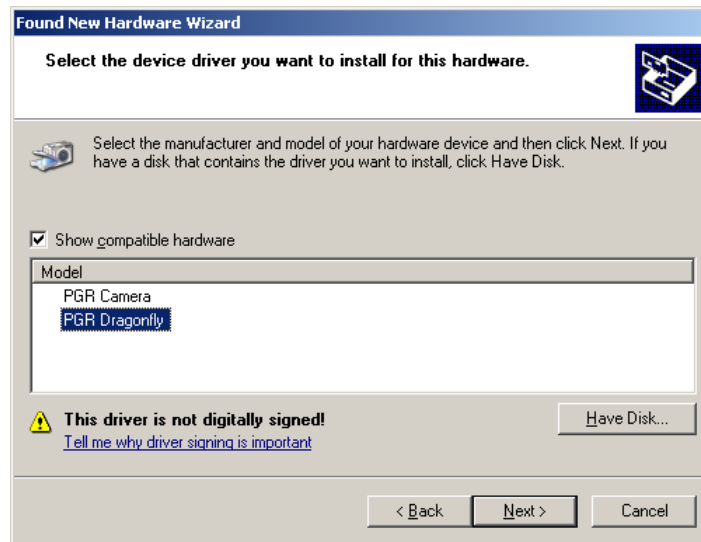 Found New Hardware Wizard
Select the device driver you want to install for this hardware.
Select the manufacturer and model of your hardware device and then click Next. If you
have a disk that contains the driver you want to install, click Have Disk.
Show compatible hardware
Model
PGR Camera
PGR Dragonfly
This driver is not digitally signed!
Have Disk...
Tell me why driver signing is important
< Back
Next >
Cancel